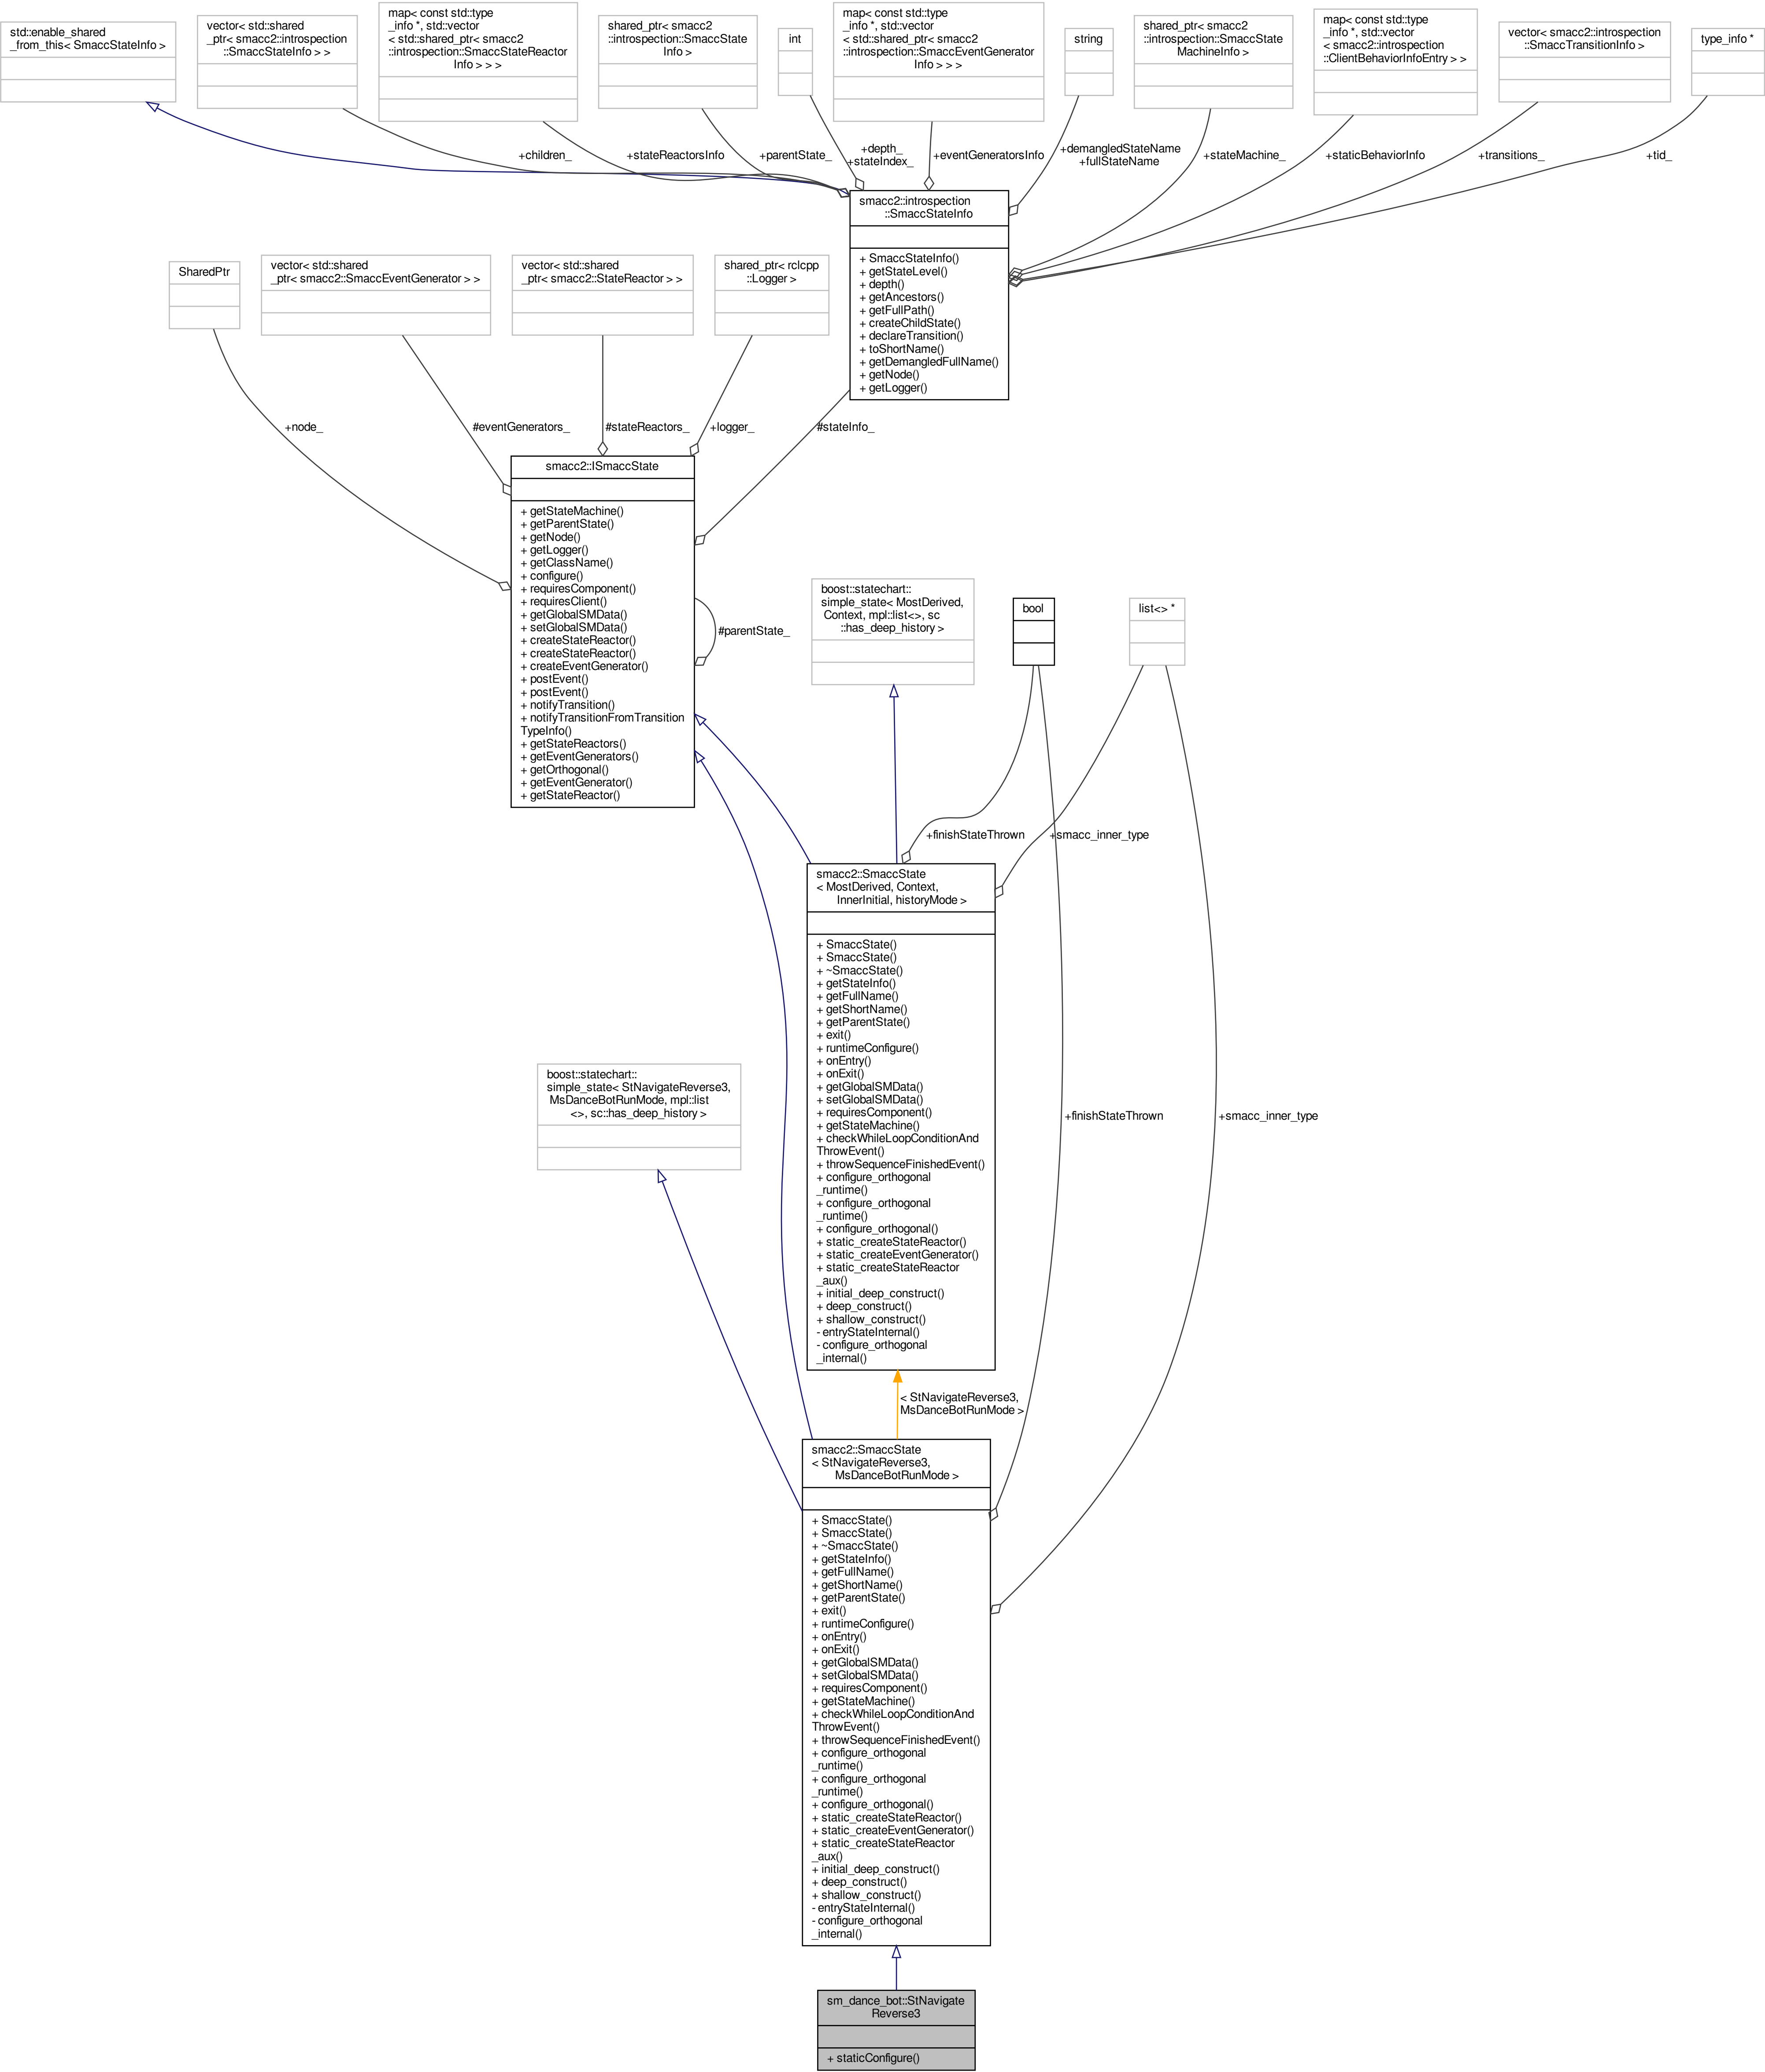 std::enable_shared
_from_this< SmaccStateInfo >
vector< std::shared
_ptr< smacc2::introspection
::SmaccStateInfo > >
map< const std::type
_info *, std::vector
< std::shared_ptr< smacc2
::introspection::SmaccStateReactor
Info > > >
shared_ptr< smacc2
::introspection::SmaccState
Info >
int
map< const std::type
_info *, std::vector
< std::shared_ptr< smacc2
::introspection::SmaccEventGenerator
Info > > >
string
shared_ptr< smacc2
::introspection::SmaccState
MachineInfo >
map< const std::type
_info *, std::vector
< smacc2::introspection
::ClientBehaviorInfoEntry > >
vector< smacc2::introspection
::SmaccTransitionInfo >
type_info *
+children_
+stateReactorsInfo
+parentState_
+depth_
+stateIndex_
+eventGeneratorsInfo
+demangledStateName
+fullStateName
+stateMachine_
+staticBehaviorInfo
+transitions_
+tid_
smacc2::introspection
::SmaccStateInfo
+ SmaccStateInfo()
+ getStateLevel()
+ depth()
+ getAncestors()
+ getFullPath()
+ createChildState()
+ declareTransition()
+ toShortName()
+ getDemangledFullName()
+ getNode()
+ getLogger()
SharedPtr
vector< std::shared
_ptr< smacc2::SmaccEventGenerator > >
vector< std::shared
_ptr< smacc2::StateReactor > >
shared_ptr< rclcpp
::Logger >
+node_
#eventGenerators_
#stateReactors_
+logger_
#stateInfo_
smacc2::ISmaccState
+ getStateMachine()
+ getParentState()
+ getNode()
+ getLogger()
+ getClassName()
+ configure()
+ requiresComponent()
+ requiresClient()
+ getGlobalSMData()
+ setGlobalSMData()
+ createStateReactor()
+ createStateReactor()
+ createEventGenerator()
+ postEvent()
+ postEvent()
+ notifyTransition()
+ notifyTransitionFromTransition
TypeInfo()
+ getStateReactors()
+ getEventGenerators()
+ getOrthogonal()
+ getEventGenerator()
+ getStateReactor()
#parentState_
boost::statechart::
simple_state< MostDerived,
Context, mpl::list<>, sc
::has_deep_history >
bool
list<> *
+finishStateThrown
+smacc_inner_type
smacc2::SmaccState
< MostDerived, Context,
InnerInitial, historyMode >
+ SmaccState()
+ SmaccState()
+ ~SmaccState()
+ getStateInfo()
+ getFullName()
+ getShortName()
+ getParentState()
+ exit()
+ runtimeConfigure()
+ onEntry()
+ onExit()
+ getGlobalSMData()
+ setGlobalSMData()
+ requiresComponent()
+ getStateMachine()
+ checkWhileLoopConditionAnd
ThrowEvent()
+ throwSequenceFinishedEvent()
+ configure_orthogonal
_runtime()
+ configure_orthogonal
_runtime()
+ configure_orthogonal()
+ static_createStateReactor()
+ static_createEventGenerator()
+ static_createStateReactor
_aux()
+ initial_deep_construct()
+ deep_construct()
+ shallow_construct()
- entryStateInternal()
- configure_orthogonal
_internal()
boost::statechart::
simple_state< StNavigateReverse3,
MsDanceBotRunMode, mpl::list
<>, sc::has_deep_history >
+finishStateThrown
+smacc_inner_type
< StNavigateReverse3,
MsDanceBotRunMode >
smacc2::SmaccState
< StNavigateReverse3,
MsDanceBotRunMode >
+ SmaccState()
+ SmaccState()
+ ~SmaccState()
+ getStateInfo()
+ getFullName()
+ getShortName()
+ getParentState()
+ exit()
+ runtimeConfigure()
+ onEntry()
+ onExit()
+ getGlobalSMData()
+ setGlobalSMData()
+ requiresComponent()
+ getStateMachine()
+ checkWhileLoopConditionAnd
ThrowEvent()
+ throwSequenceFinishedEvent()
+ configure_orthogonal
_runtime()
+ configure_orthogonal
_runtime()
+ configure_orthogonal()
+ static_createStateReactor()
+ static_createEventGenerator()
+ static_createStateReactor
_aux()
+ initial_deep_construct()
+ deep_construct()
+ shallow_construct()
- entryStateInternal()
- configure_orthogonal
_internal()
sm_dance_bot::StNavigate
Reverse3
+ staticConfigure()